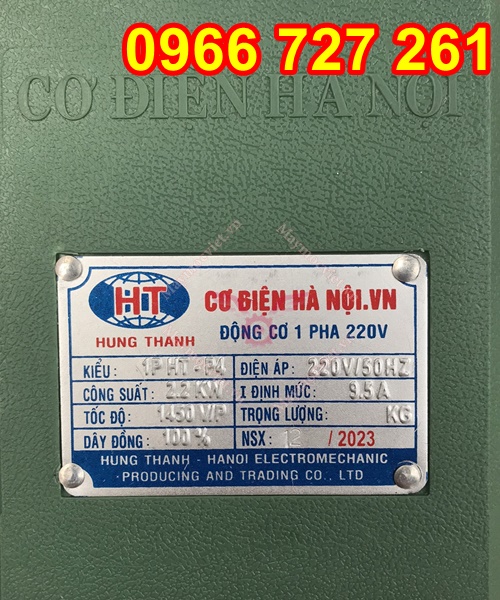 0966 727 261
CƠ ĐIỆN HÀ NỘI
HT
HUNG THANH
CƠ ĐIỆN HÀ NỘI.VN
ĐỘNG CƠ 1 PHA 220V
KIỂU: 1P HT - P4 ĐIỆN ÁP: 220V/50HZ
CÔNG SUẤT: 2.2 KW I ĐỊNH MỨC: 9.5 A
TỐC ĐỘ: 1450 V/P TRỌNG LƯỢNG: KG
DÂY ĐỒNG: 100 % NSX: 12 / 2023
HUNG THANH - HANOI ELECTROMECHANIC
PRODUCING AND TRADING CO., LTD